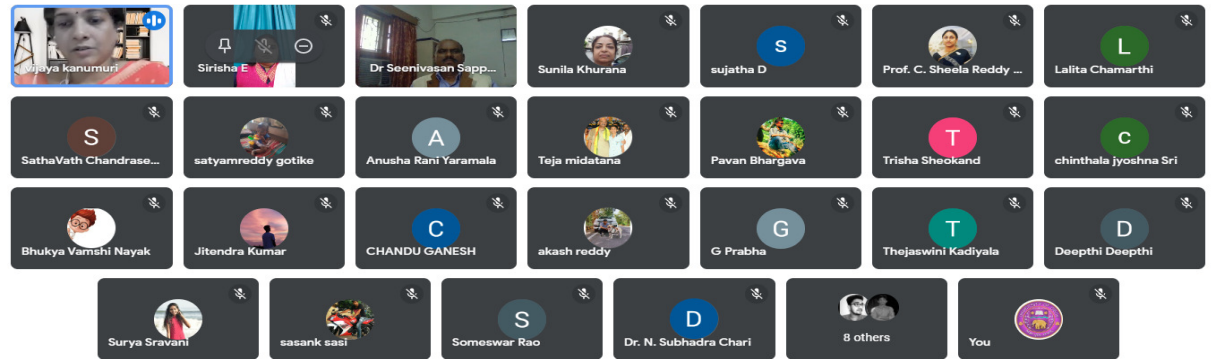 vijaya kanumuri
Sirisha E
Dr Seenivasan Sapp...
Sunila Khurana
S
sujatha D
Prof. C. Sheela Reddy ...
L
Lalita Chamarthi
S
SathaVath Chandrase...
satyamreddy gotike
A
Anusha Rani Yaramala
Teja midatana
Pavan Bhargava
T
Trisha Sheokand
c
chinthala jyoshna Sri
Bhukya Vamshi Nayak
Jitendra Kumar
C
CHANDU GANESH
akash reddy
G
G Prabha
T
Thejaswini Kadiyala
D
Deepthi Deepthi
Surya Sravani
sasank sasi
S
Someswar Rao
D
Dr. N. Subhadra Chari
8 others
You